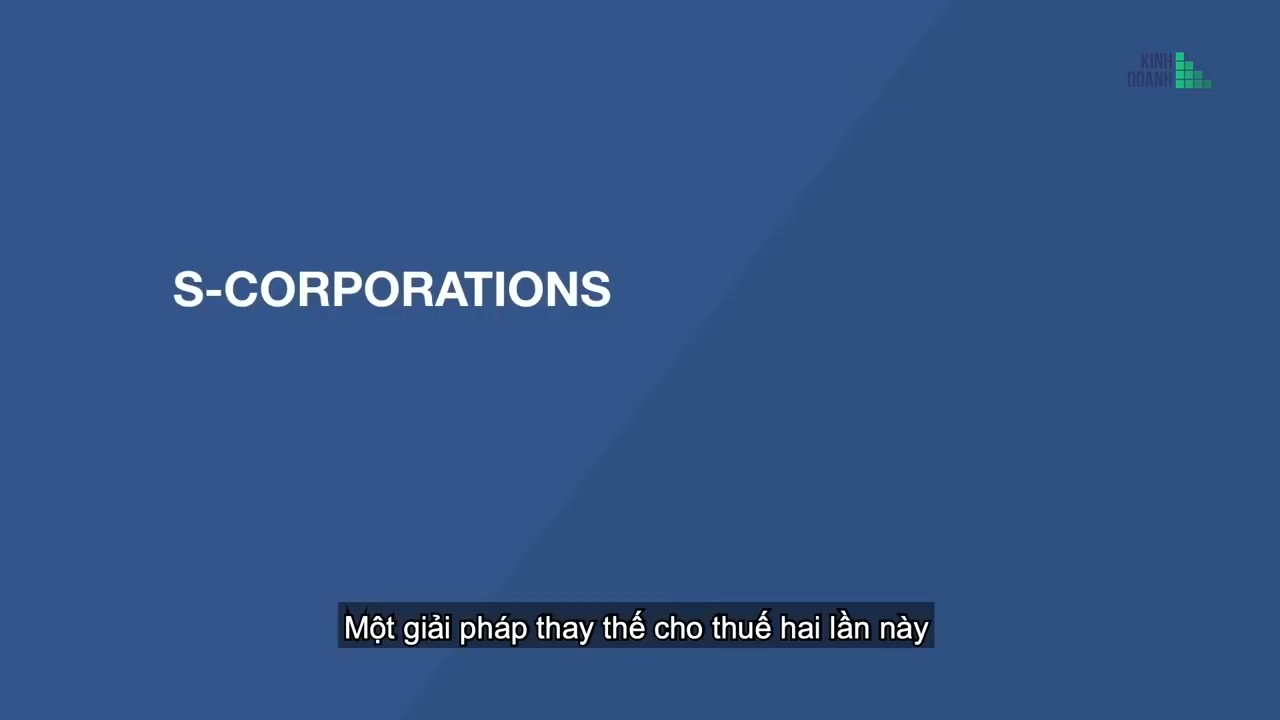 KINH
DOANH
S-CORPORATIONS
Một giải pháp thay thế cho thuế hai lần này